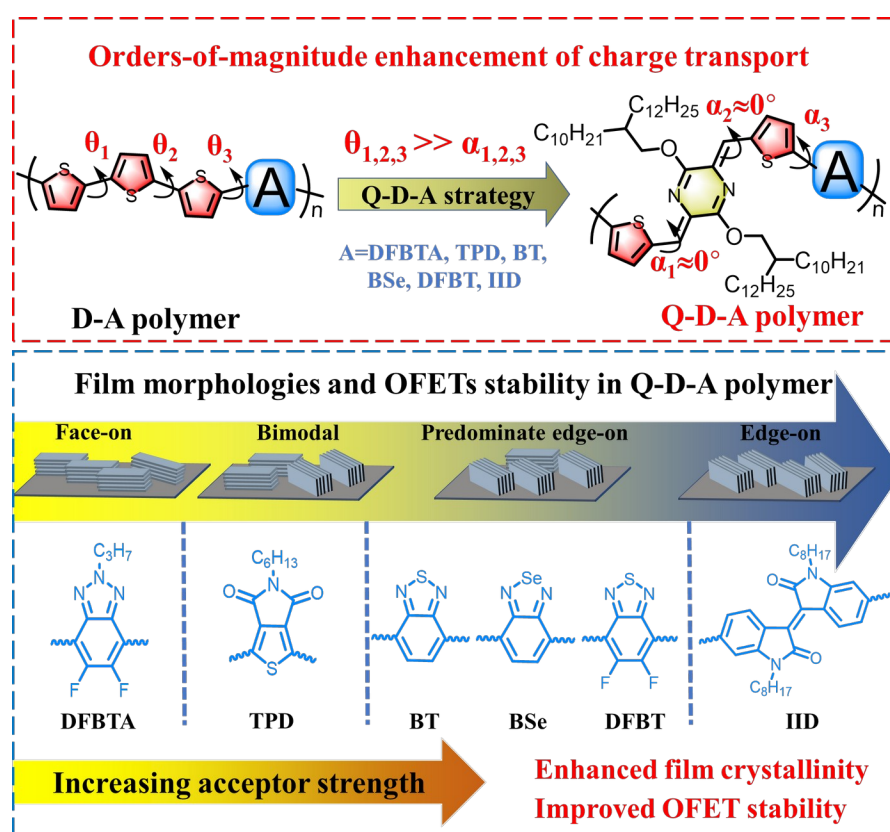 Orders-of-magnitude enhancement of charge transport
θ₁
θ₂
θ₃
S
S
S
A
n
θ₁,₂,₃ >> α₁,₂,₃
Q-D-A strategy
A=DFBTA, TPD, BT,
BSe, DFBT, IID
D-A polymer
C₁₂H₂₅
C₁₀H₂₁
O
α₂≈0°
α₃
S
N
N
A
n
S
α₁≈0°
O
C₁₀H₂₁
C₁₂H₂₅
Q-D-A polymer
Film morphologies and OFETs stability in Q-D-A polymer
Face-on
Bimodal
Predominate edge-on
Edge-on
C₃H₇
N
N
N
F
F
DFBTA
C₆H₁₃
N
O
O
S
TPD
S
N
N
BT
Se
N
N
BSe
S
N
N
F
F
DFBT
C₈H₁₇
N
O
O
N
C₈H₁₇
IID
Increasing acceptor strength
Enhanced film crystallinity
Improved OFET stability